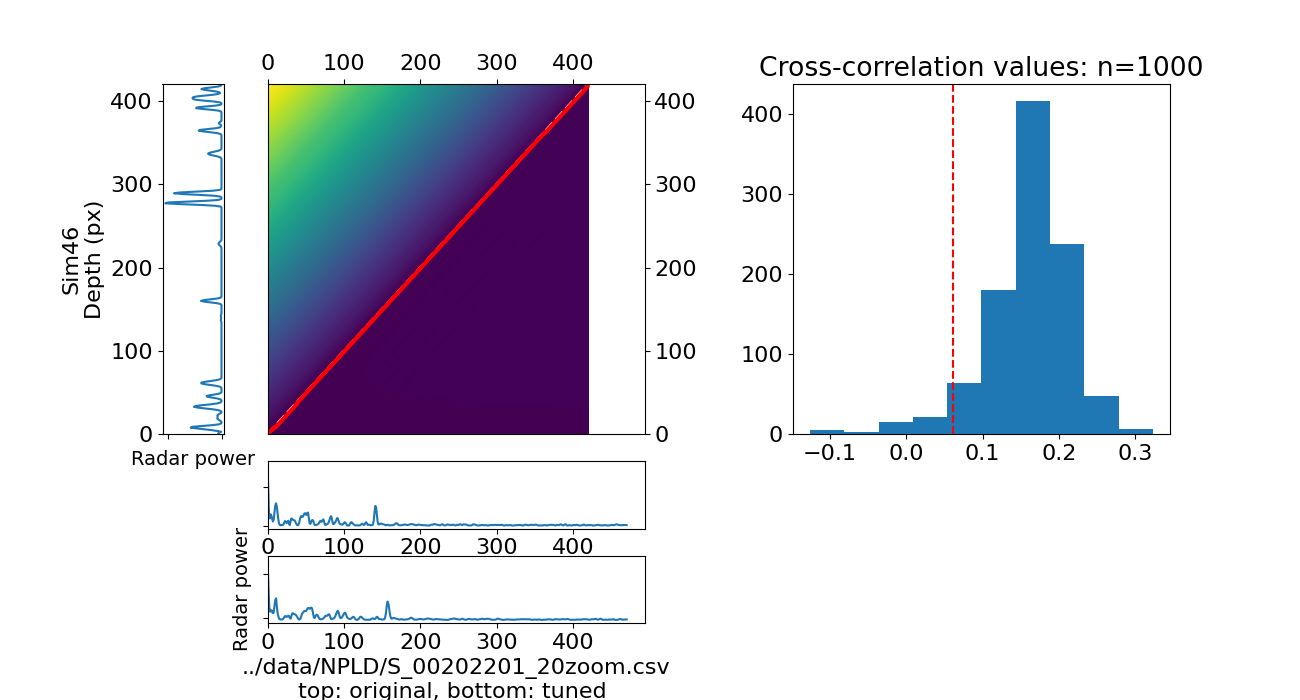 0 100 200 300 400
Cross-correlation values: n=1000
400
300
200
100
0
Sim46
Depth (px)
Radar power
400
300
200
100
0
400
300
200
100
0
−0.1 0.0 0.1 0.2 0.3
0 100 200 300 400
Radar power
0 100 200 300 400
../data/NPLD/S_00202201_20zoom.csv
top: original, bottom: tuned